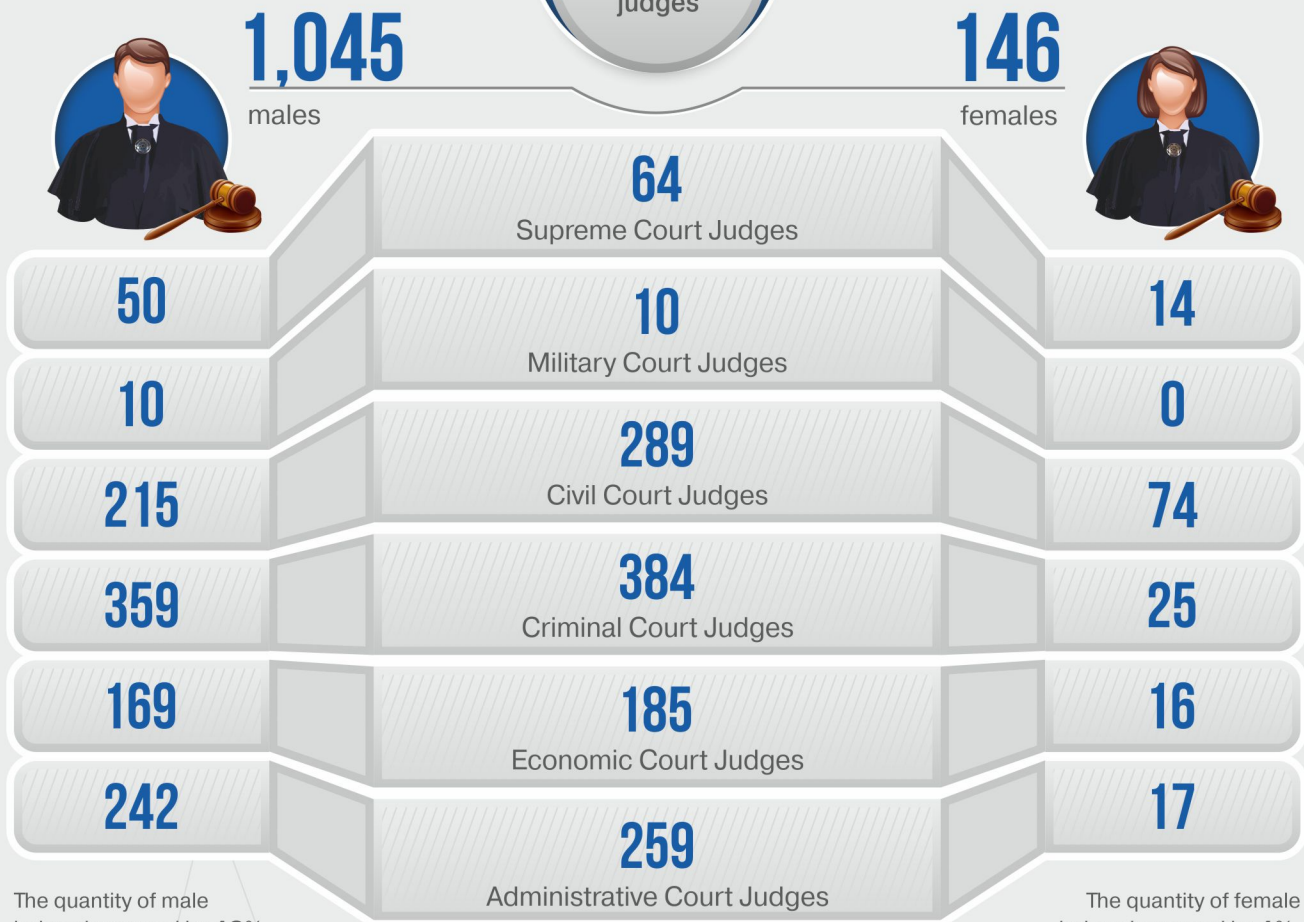 judges
1,045
males
146
females
64
Supreme Court Judges
50
14
10
Military Court Judges
10
0
289
Civil Court Judges
215
74
384
Criminal Court Judges
359
25
185
Economic Court Judges
169
16
259
Administrative Court Judges
242
17
The quantity of male
The quantity of female